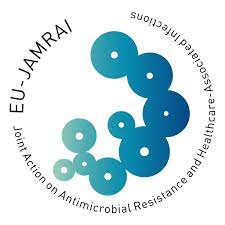 EU-JAMRAI
Joint Action on Antimicrobial Resistance and Healthcare-Associated Infections